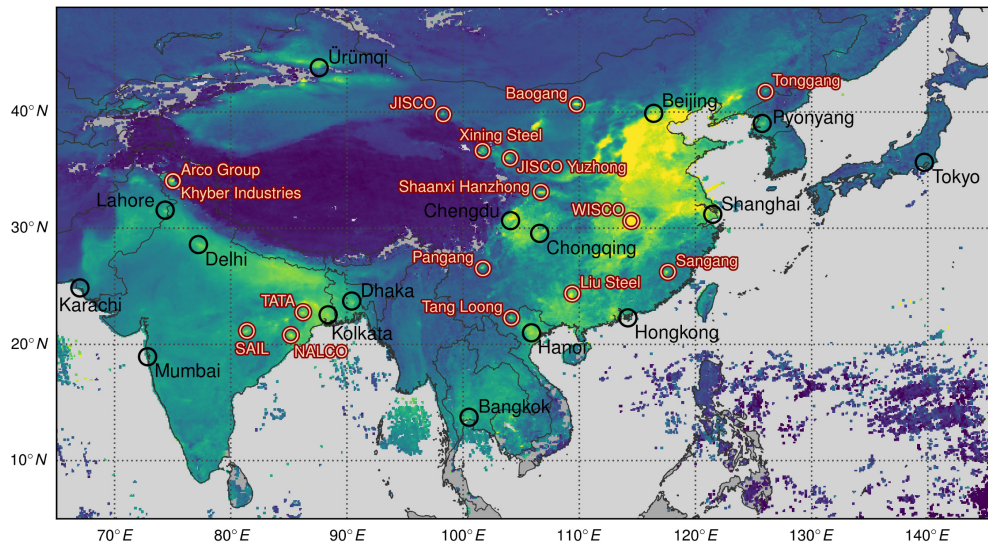 Ürümqi
Tonggang
40° N
JISCO
Baogang
Beijing
Pyonyang
Xining Steel
JISCO Yuzhong
Tokyo
Arco Group
Khyber Industries
Shaanxi Hanzhong
Lahore
Chengdu
WISCO
Shanghai
30° N
Chongqing
Delhi
Pangang
Sangang
Karachi
Dhaka
Liu Steel
TATA
Tang Loong
Kolkata
Hongkong
SAIL
NALCO
Hanoi
20° N
Mumbai
Bangkok
10° N
70° E 80° E 90° E 100° E 110° E 120° E 130° E 140° E